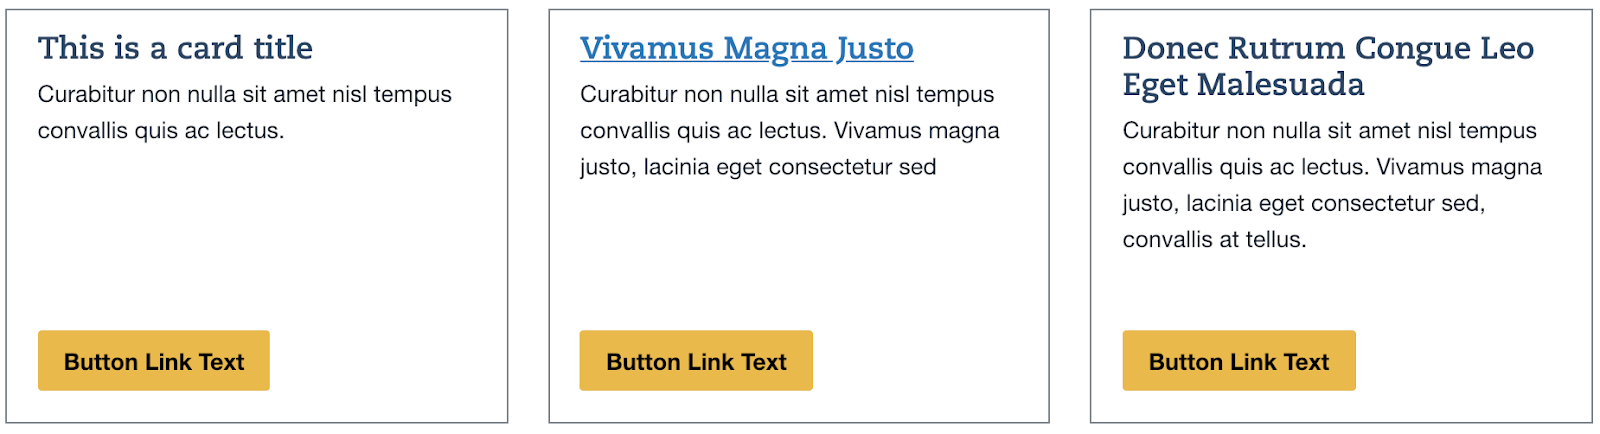 This is a card title
Curabitur non nulla sit amet nisl tempus
convallis quis ac lectus.
Button Link Text
Vivamus Magna Justo
Curabitur non nulla sit amet nisl tempus
convallis quis ac lectus. Vivamus magna
justo, lacinia eget consectetur sed
Button Link Text
Donec Rutrum Congue Leo
Eget Malesuada
Curabitur non nulla sit amet nisl tempus
convallis quis ac lectus. Vivamus magna
justo, lacinia eget consectetur sed,
convallis at tellus.
Button Link Text